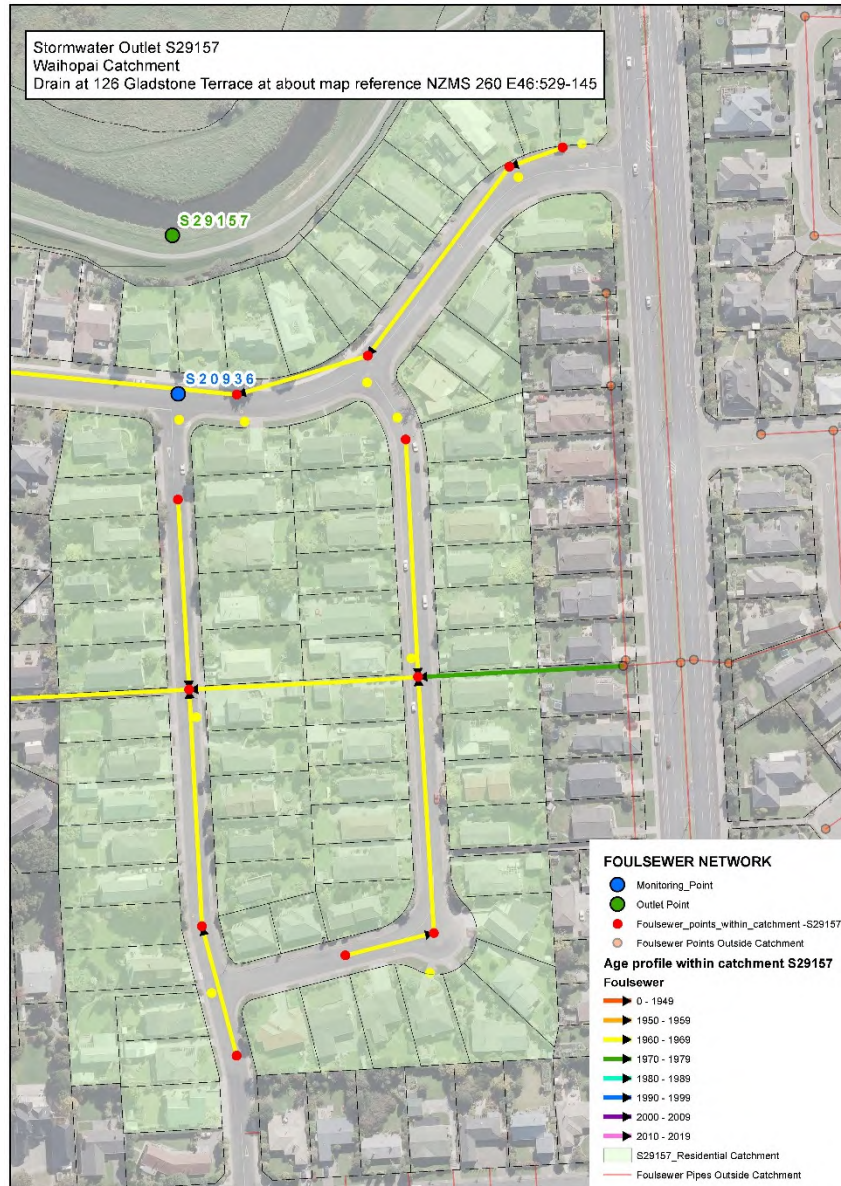 Stormwater Outlet S29157
Waihopai Catchment
Drain at 126 Gladstone Terrace at about map reference NZMS 260 E46:529-145
S29157
S20936
FOULSEWER NETWORK
Monitoring_Point
Outlet Point
Foulsewer_points_within_catchment -S29157
Foulsewer Points Outside Catchment
Age profile within catchment S29157
Foulsewer
0 - 1949
1950 - 1959
1960 - 1969
1970 - 1979
1980 - 1989
1990 - 1999
2000 - 2009
2010 - 2019
S29157_Residential Catchment
Foulsewer Pipes Outside Catchment